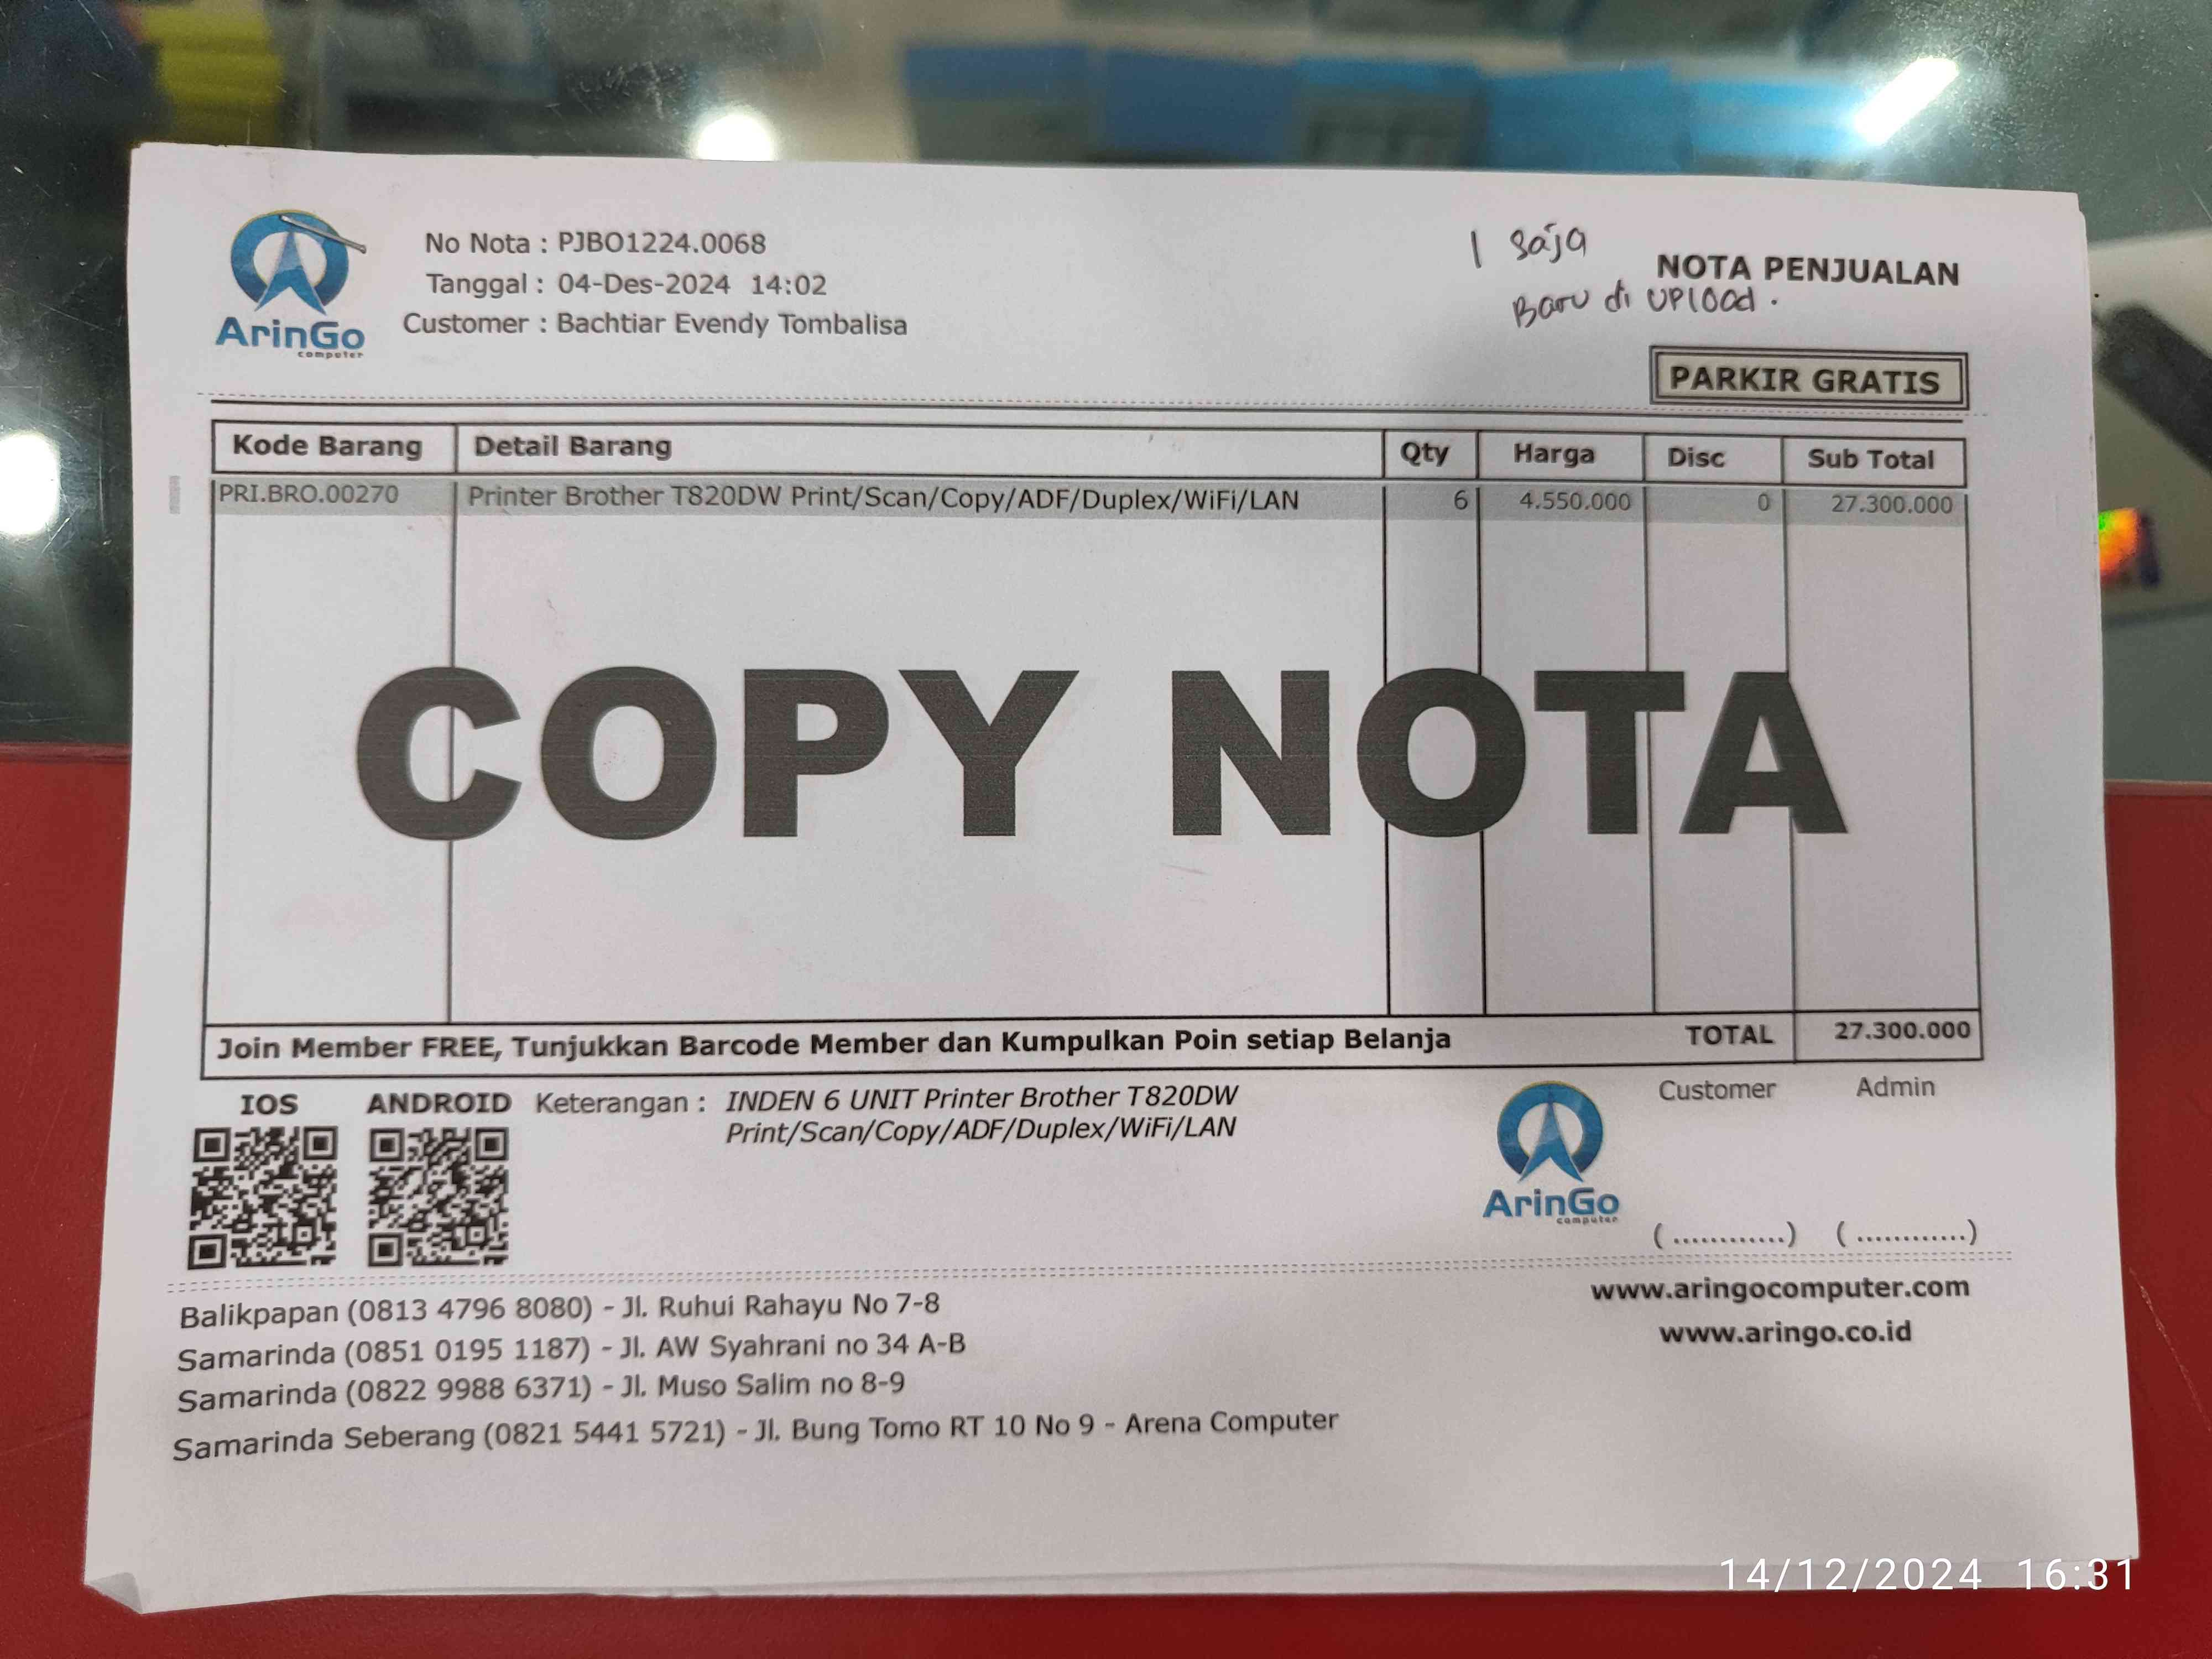 ArinGo
computer
No Nota : PJBO1224.0068
Tanggal : 04-Des-2024 14:02
Customer : Bachtiar Evendy Tombalisa
1 saja
Baru di UPLOad.
NOTA PENJUALAN
PARKIR GRATIS
Kode Barang Detail Barang Qty Harga Disc Sub Total
PRI.BRO.00270 Printer Brother T820DW Print/Scan/Copy/ADF/Duplex/WiFi/LAN 6 4.550.000 0 27.300.000
COPY NOTA
Join Member FREE, Tunjukkan Barcode Member dan Kumpulkan Poin setiap Belanja TOTAL 27.300.000
IOS ANDROID Keterangan : INDEN 6 UNIT Printer Brother T820DW
Print/Scan/Copy/ADF/Duplex/WiFi/LAN
ArinGo
computer
Customer Admin
(............) (............)
Balikpapan (0813 4796 8080) - Jl. Ruhui Rahayu No 7-8
Samarinda (0851 0195 1187) - Jl. AW Syahrani no 34 A-B
Samarinda (0822 9988 6371) - Jl. Muso Salim no 8-9
Samarinda Seberang (0821 5441 5721) - Jl. Bung Tomo RT 10 No 9 - Arena Computer
www.aringocomputer.com
www.aringo.co.id
14/12/2024 16:31